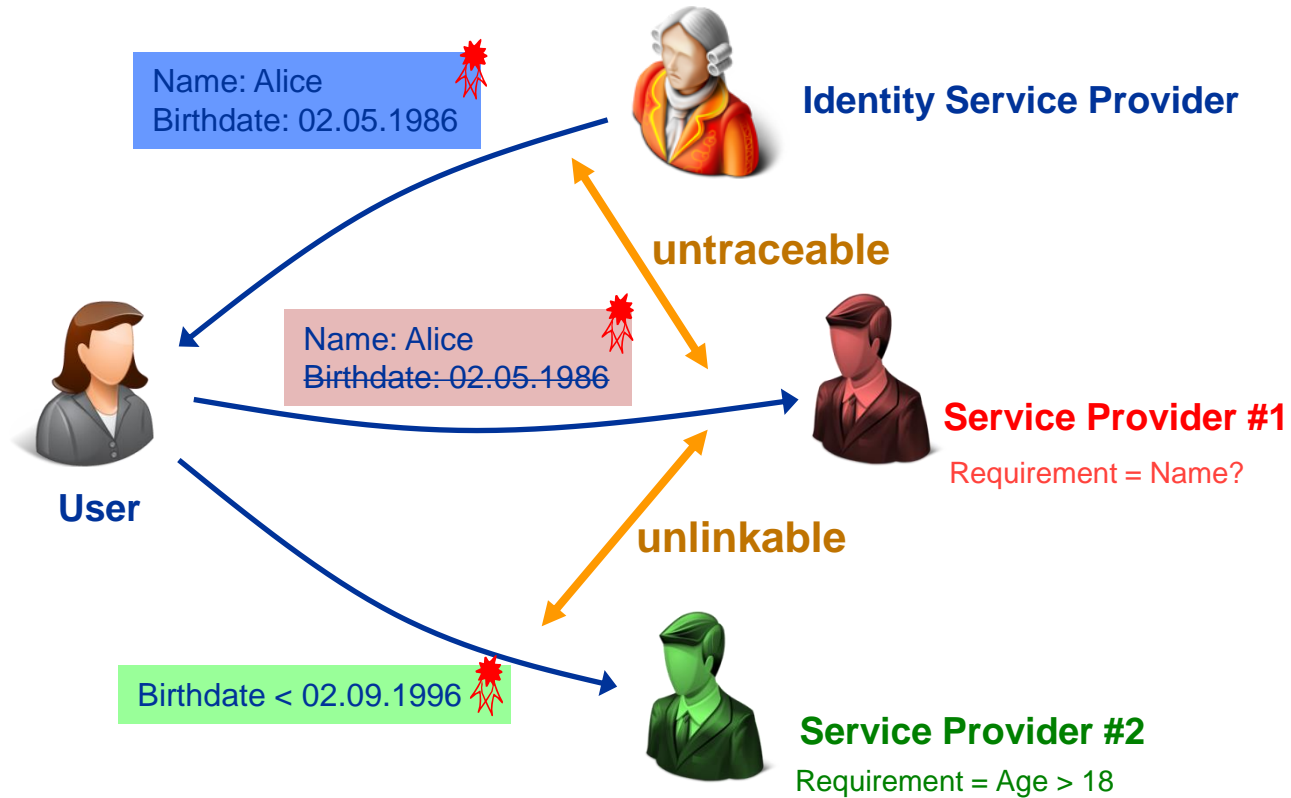 Name: Alice
Birthdate: 02.05.1986
Identity Service Provider
untraceable
Name: Alice
Birthdate: 02.05.1986
Service Provider #1
Requirement = Name?
User
unlinkable
Birthdate < 02.09.1996
Service Provider #2
Requirement = Age > 18